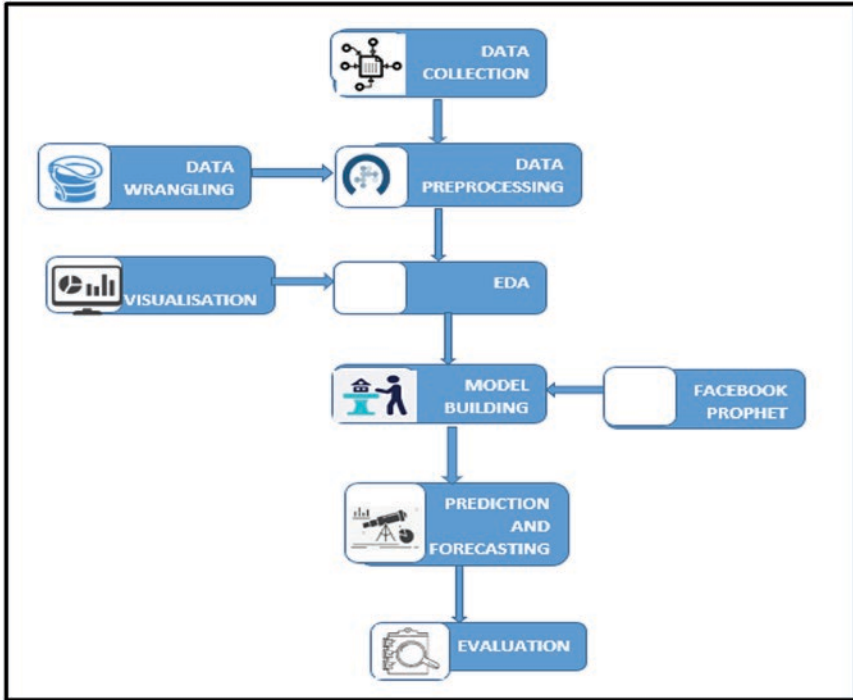 DATA
COLLECTION
DATA
WRANGLING
DATA
PREPROCESSING
VISUALISATION
EDA
MODEL
BUILDING
FACEBOOK
PROPHET
PREDICTION
AND
FORECASTING
EVALUATION